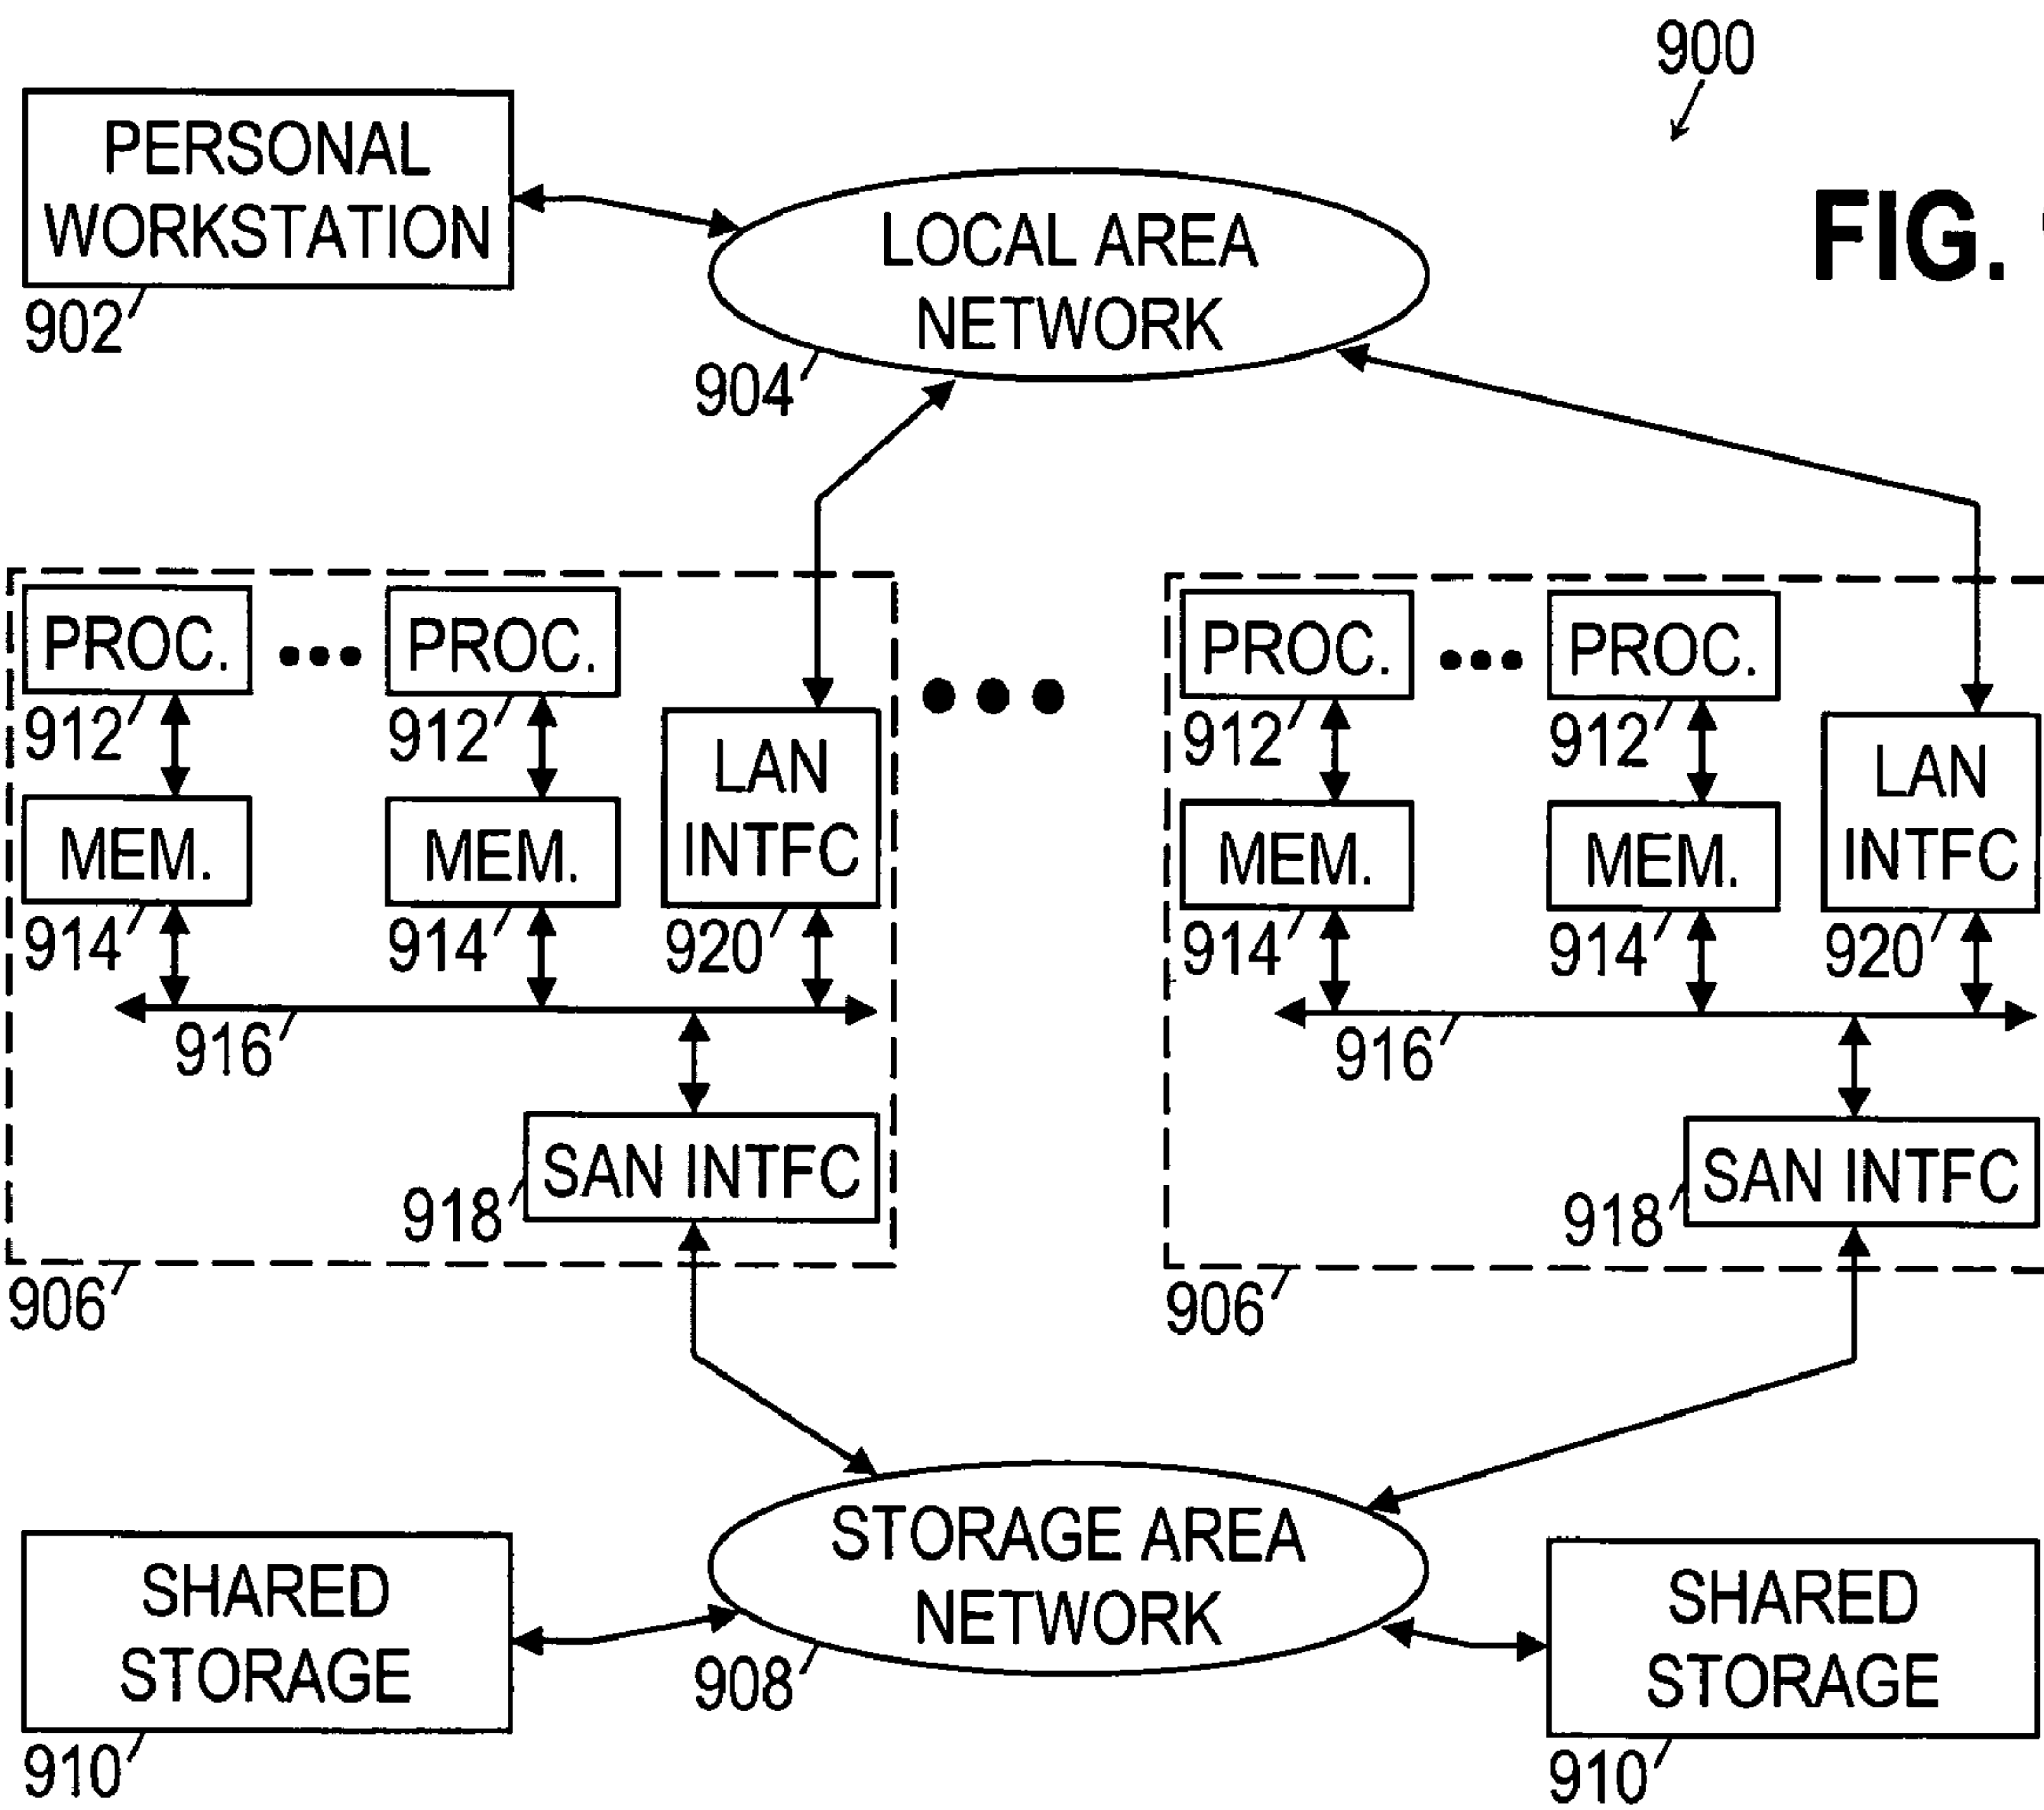 900
FIG.
PERSONAL
WORKSTATION
902
LOCAL AREA
NETWORK
904
PROC.
PROC.
912
912
LAN
INTFC
MEM.
MEM.
914
914
920
916
SAN INTFC
918
906
PROC.
PROC.
912
912
LAN
INTFC
MEM.
MEM.
914
914
920
916
SAN INTFC
918
906
STORAGE AREA
NETWORK
908
SHARED
STORAGE
910
SHARED
STORAGE
910